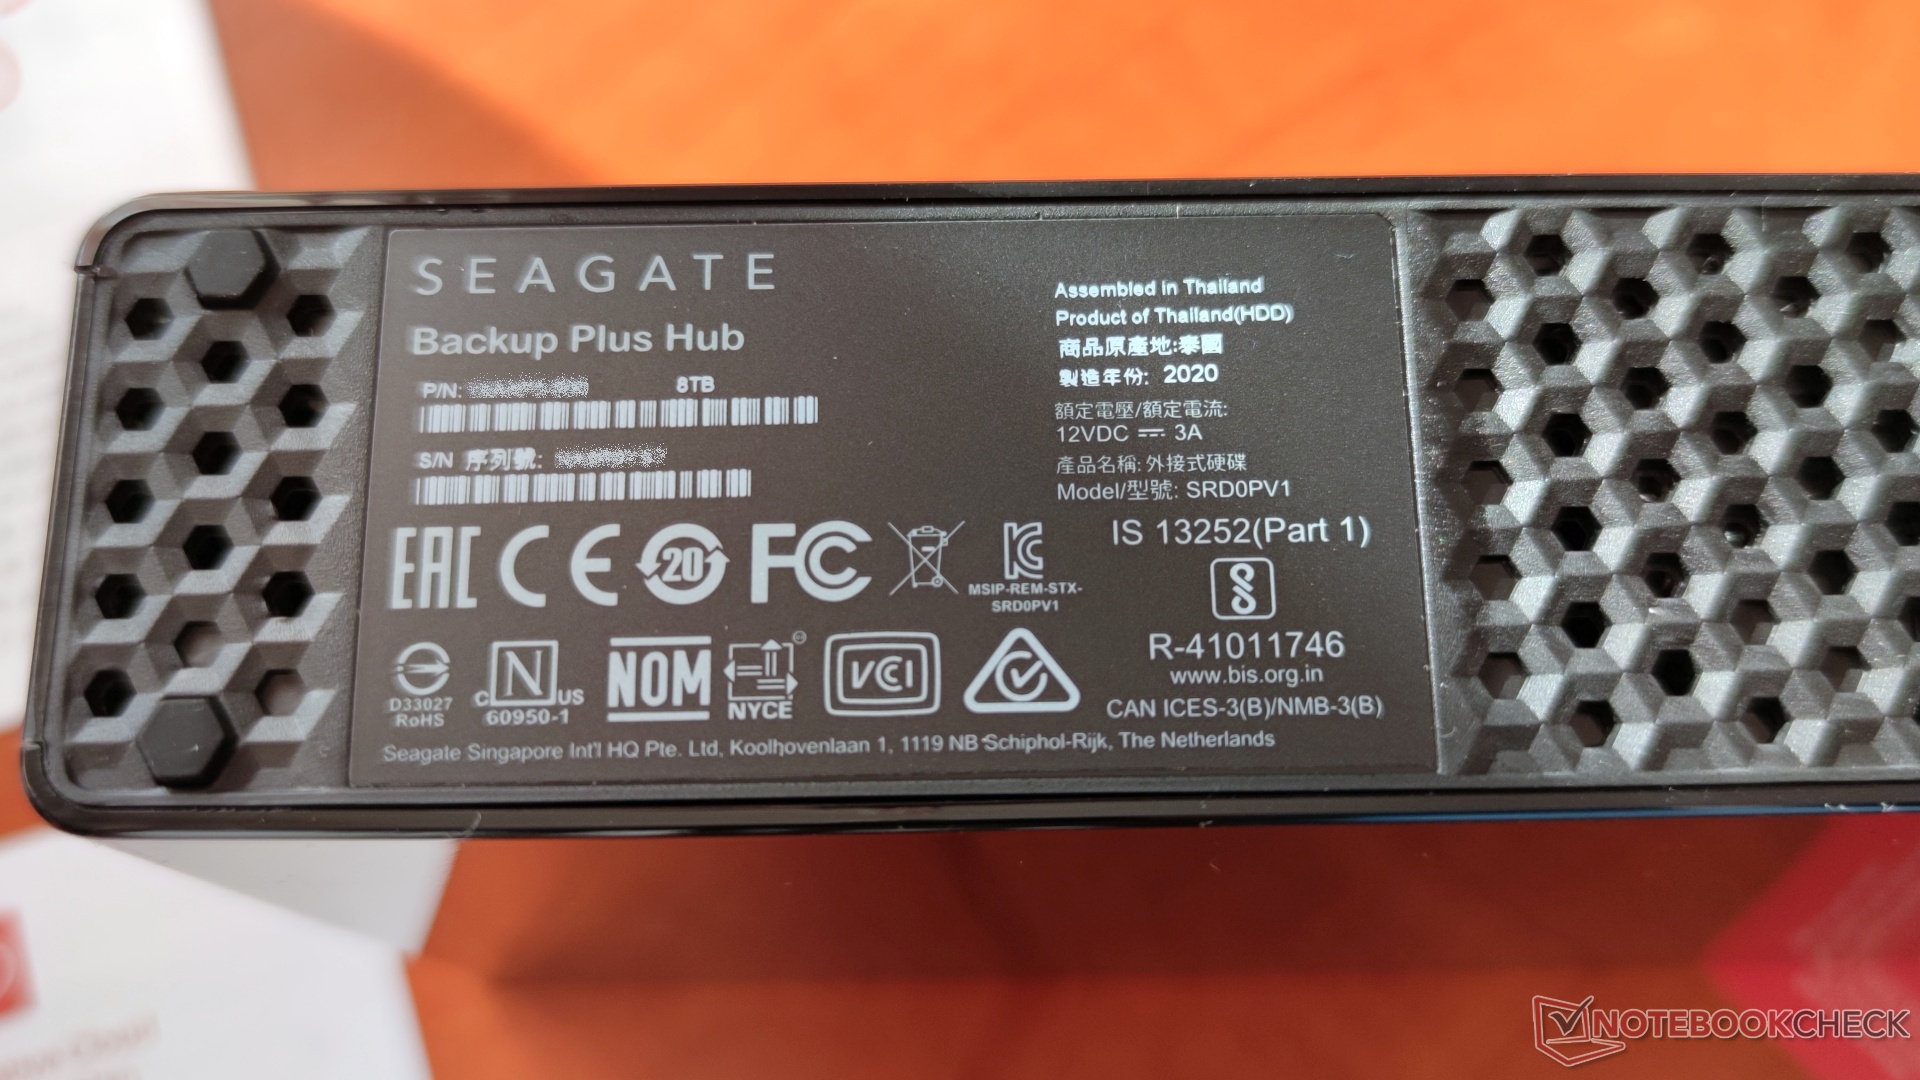 SEAGATE
Backup Plus Hub
P/N:
8TB
S/N 序列號:
Assembled in Thailand
Product of Thailand(HDD)
商品原產地:泰國
製造年份: 2020
額定電壓/額定電流:
12VDC ⎓ 3A
產品名稱: 外接式硬碟
Model/型號: SRD0PV1
EAC CE 20 FC
MSIP-REM-STX-
SRD0PV1
IS 13252(Part 1)
R-41011746
www.bis.org.in
CAN ICES-3(B)/NMB-3(B)
D33027
RoHS
c N US
60950-1
NOM
NYCE
VCCI
Seagate Singapore Int'l HQ Pte. Ltd, Koolhovenlaan 1, 1119 NB Schiphol-Rijk, The Netherlands
NOTEBOOKCHECK